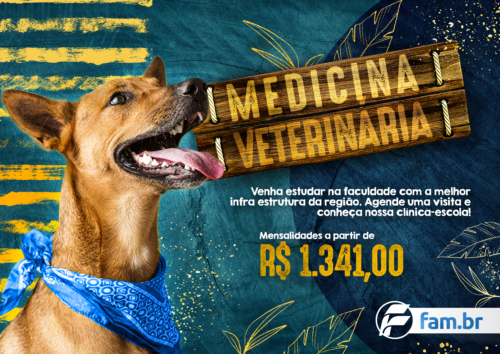 MEDICINA
VETERINÁRIA
Venha estudar na faculdade com a melhor
infra estrutura da região. Agende uma visita e
conheça nossa clínica-escola!
Mensalidades a partir de
R$ 1.341,00
fam.br